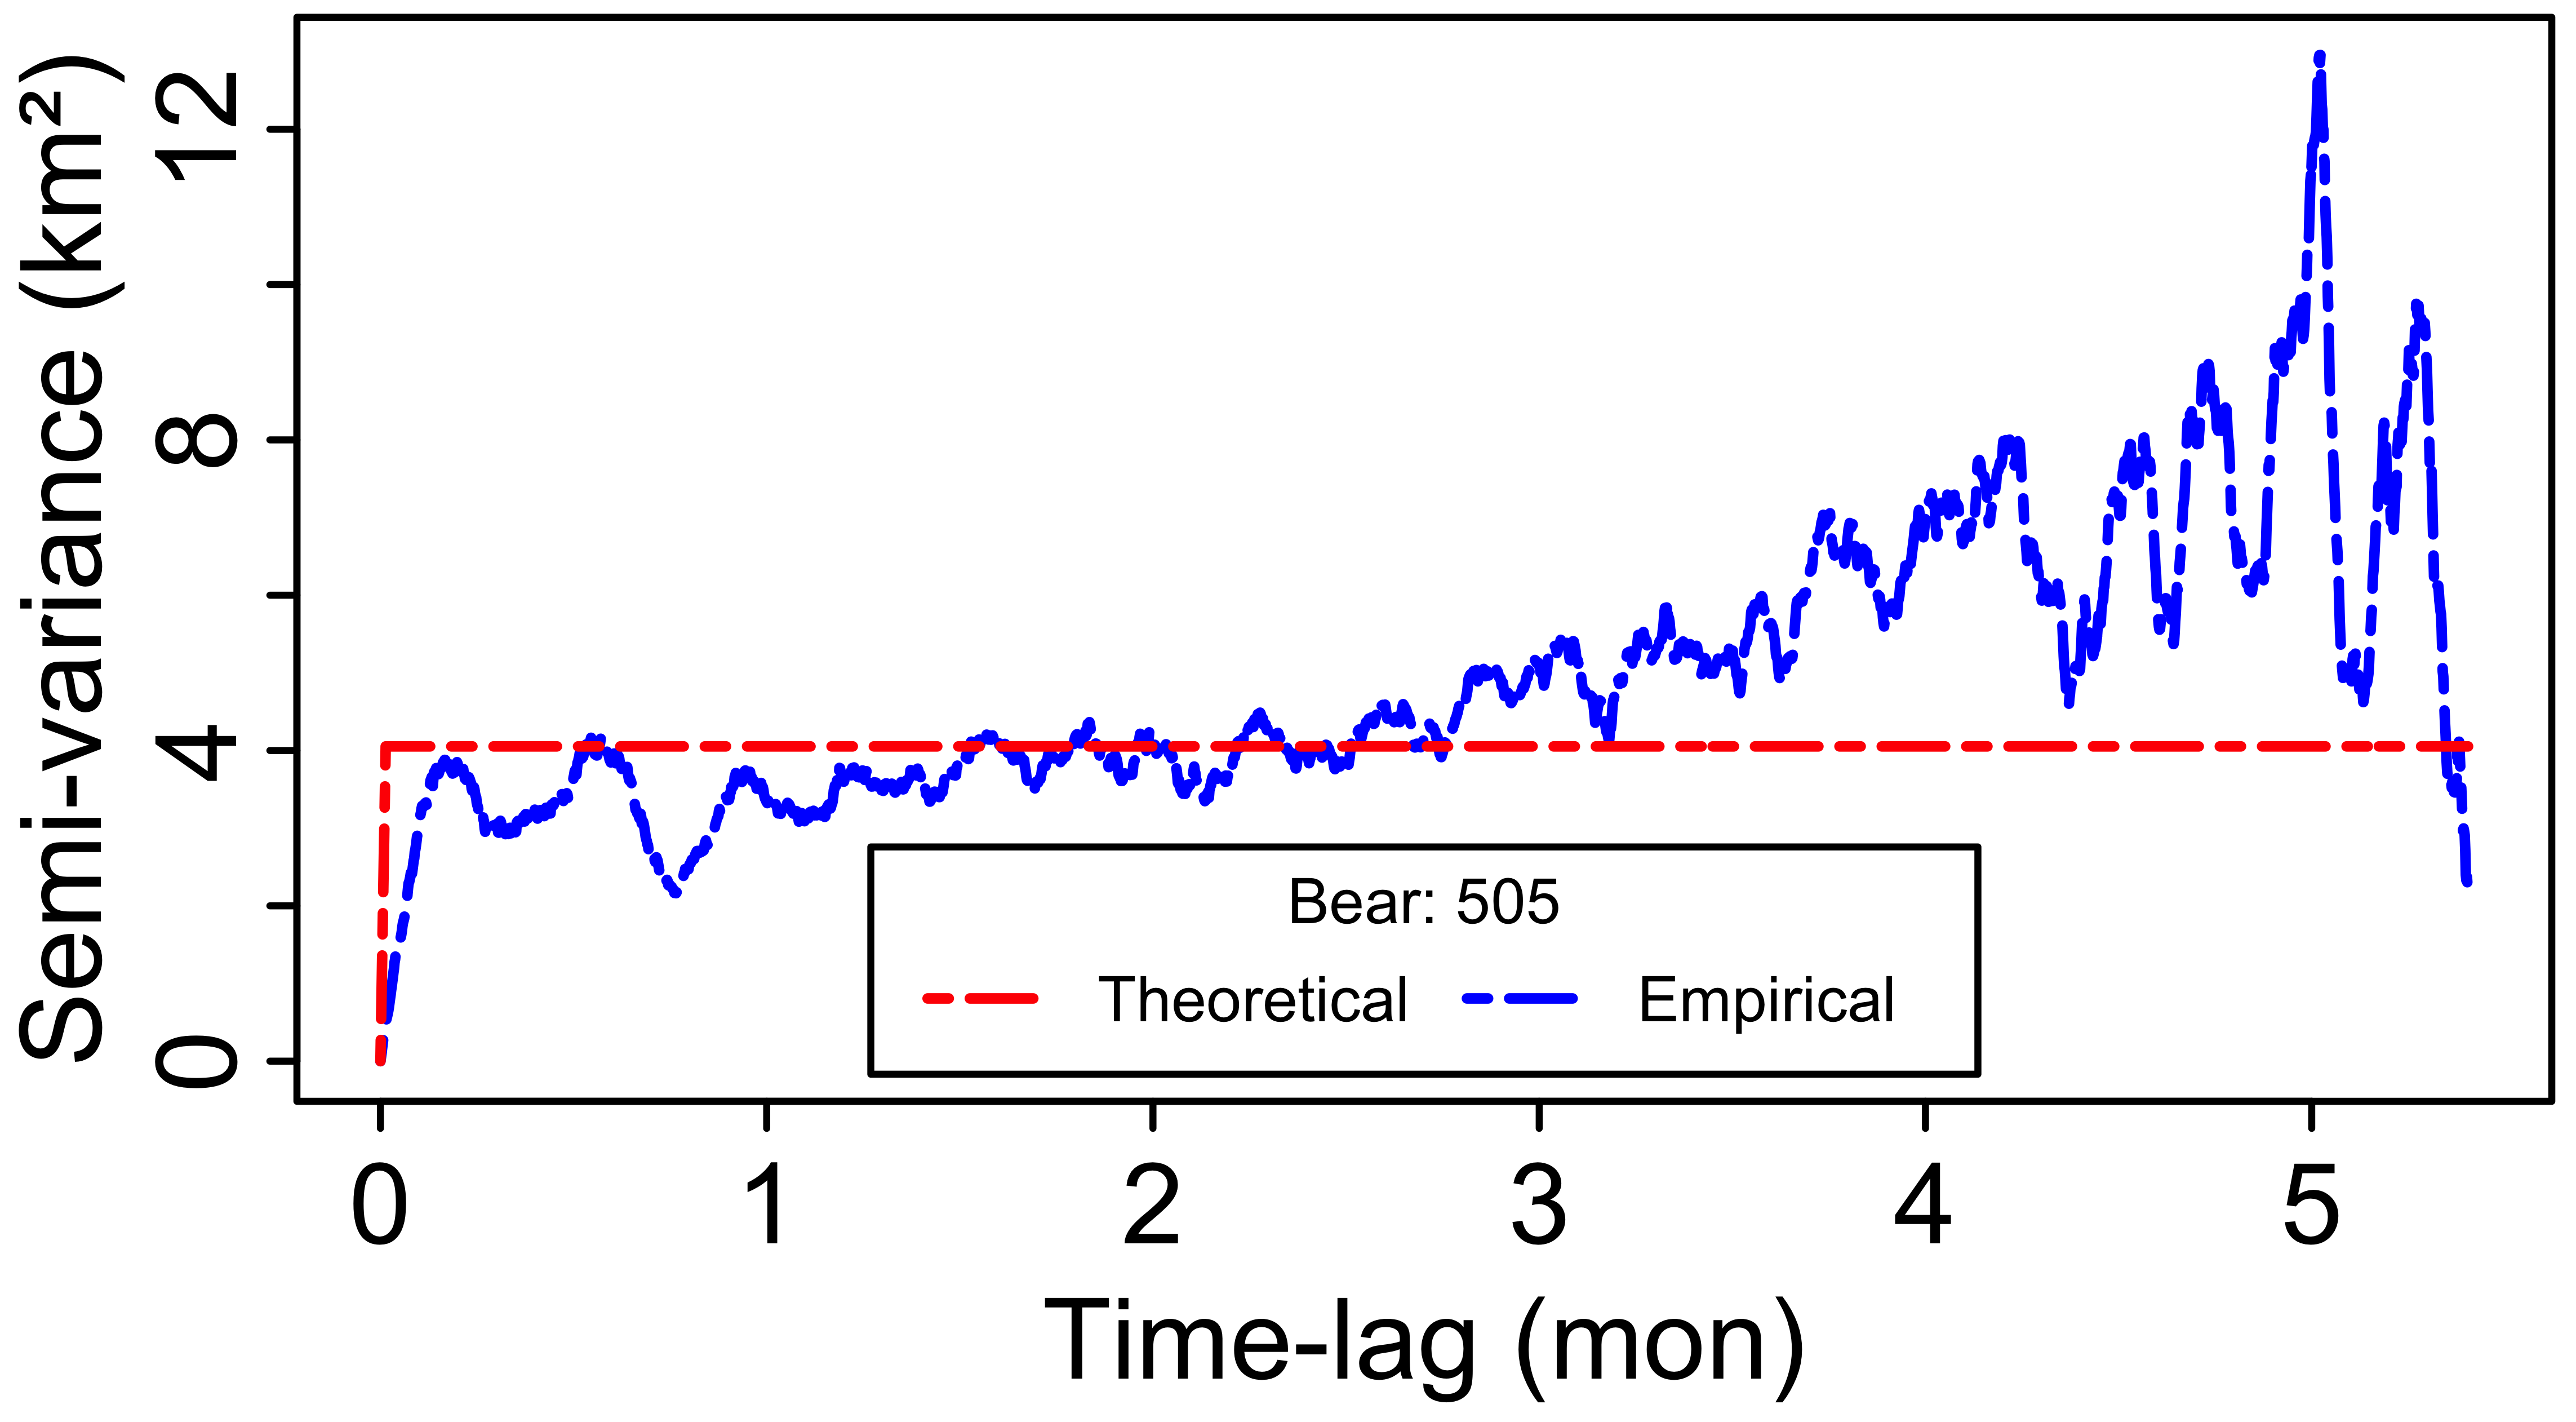 Semi-variance (km²)
12
8
4
0
Bear: 505
Theoretical
Empirical
0 1 2 3 4 5
Time-lag (mon)